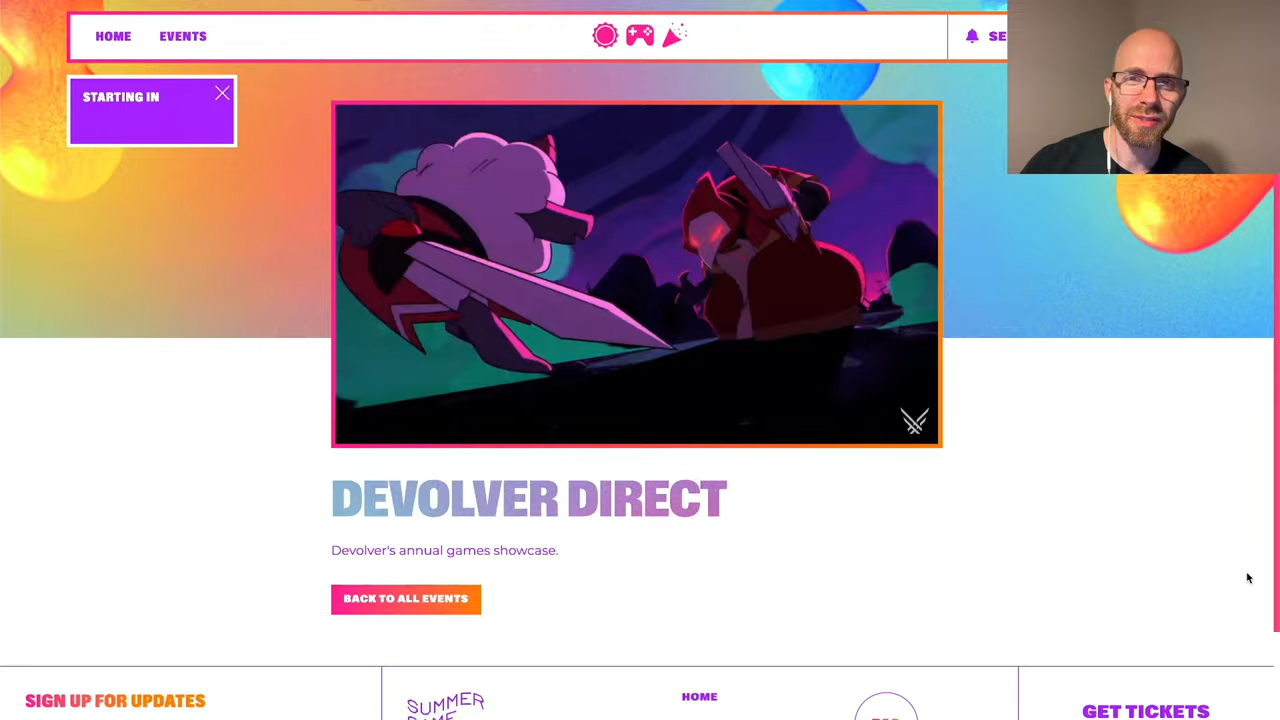 HOME
EVENTS
STARTING IN
DEVOLVER DIRECT
Devolver's annual games showcase.
BACK TO ALL EVENTS
SIGN UP FOR UPDATES
SUMMER
HOME
GET TICKETS